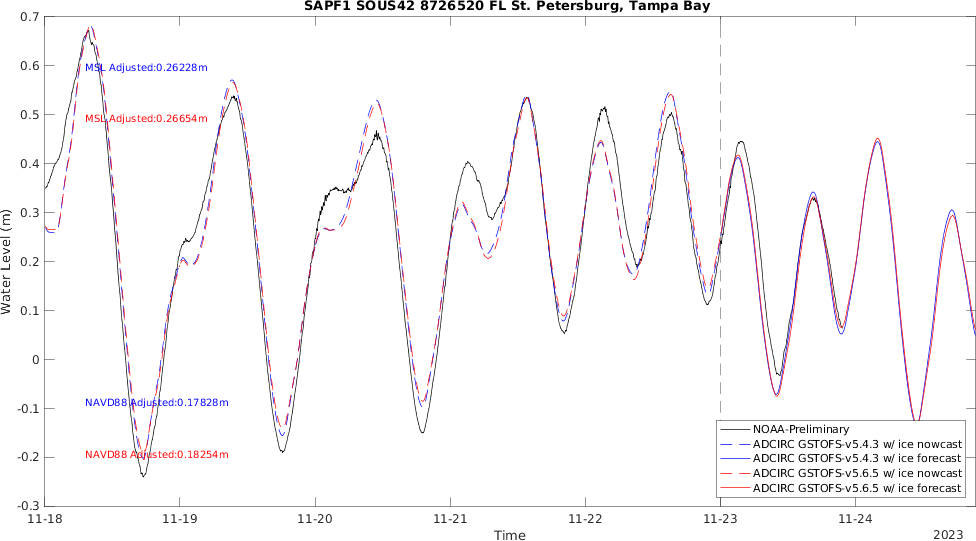 SAPF1 SOUS42 8726520 FL St. Petersburg, Tampa Bay
Water Level (m)
0.7
0.6
0.5
0.4
0.3
0.2
0.1
0
-0.1
-0.2
-0.3
MSL Adjusted:0.26228m
MSL Adjusted:0.26654m
NAVD88 Adjusted:0.17828m
NAVD88 Adjusted:0.18254m
NOAA-Preliminary
ADCIRC GSTOFS-v5.4.3 w/ ice nowcast
ADCIRC GSTOFS-v5.4.3 w/ ice forecast
ADCIRC GSTOFS-v5.6.5 w/ ice nowcast
ADCIRC GSTOFS-v5.6.5 w/ ice forecast
11-18 11-19 11-20 11-21 11-22 11-23 11-24
Time
2023